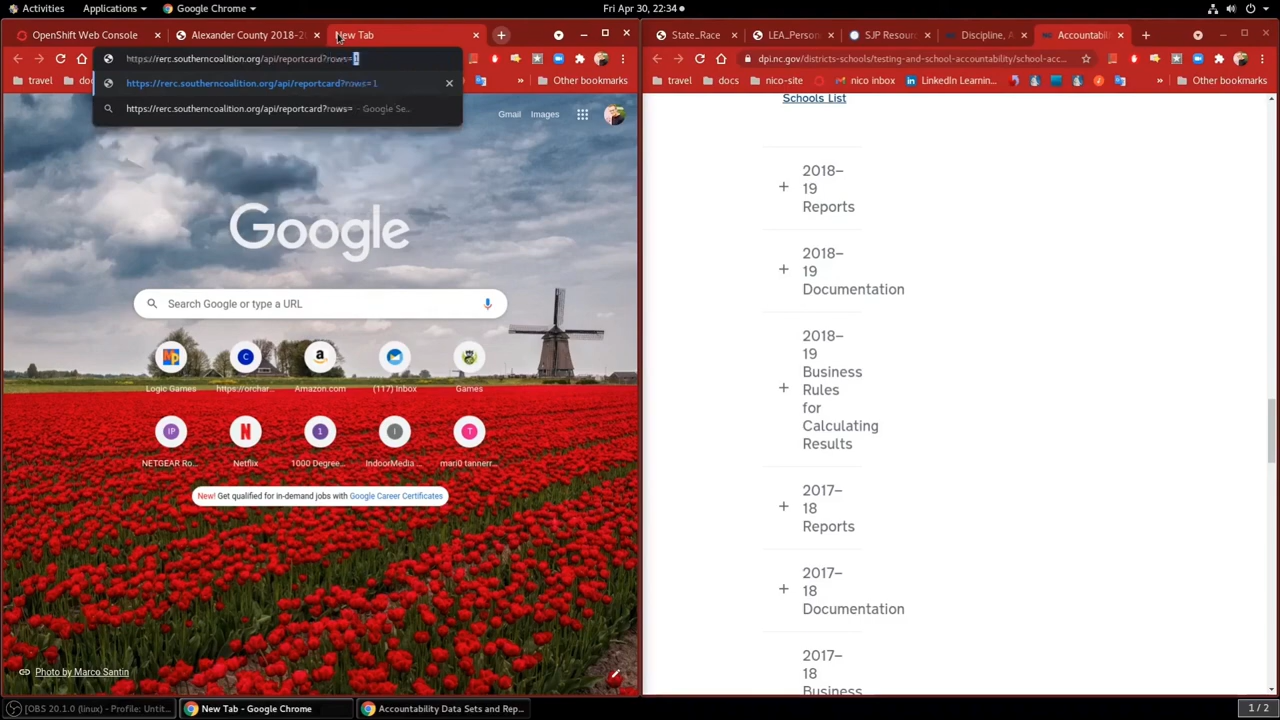 Activities Applications Google Chrome Fri Apr 30, 22:34
OpenShift Web Console
Alexander County 2018-2
New Tab
https://rerc.southerncoalition.org/api/reportcard?rows=1
https://rerc.southerncoalition.org/api/reportcard?rows=1
https://rerc.southerncoalition.org/api/reportcard?rows= - Google Se...
travel
Gmail Images
Google
Search Google or type a URL
Logic Games
https://orchar...
Amazon.com
(117) Inbox
Games
IP
N
1
I
T
NETGEAR Ro...
Netflix
1000 Degree...
IndoorMedia ...
mari0 tannerr...
New! Get qualified for in-demand jobs with Google Career Certificates
Photo by Marco Santin
State_Race
LEA_Person
SJP Resour
Discipline, A
Accountabili
dpi.nc.gov/districts-schools/testing-and-school-accountability/school-acc...
travel
nico inbox
nico inbox
LinkedIn Learnin...
Schools List
2018–
19
Reports
2018–
19
Documentation
2018–
19
Business
Rules
for
Calculating
Results
2017–
18
Reports
2017–
18
Documentation
2017–
18
Business
[OBS 20.1.0 (linux) - Profile: Untit...
New Tab - Google Chrome
Accountability Data Sets and Rep...
1 / 2